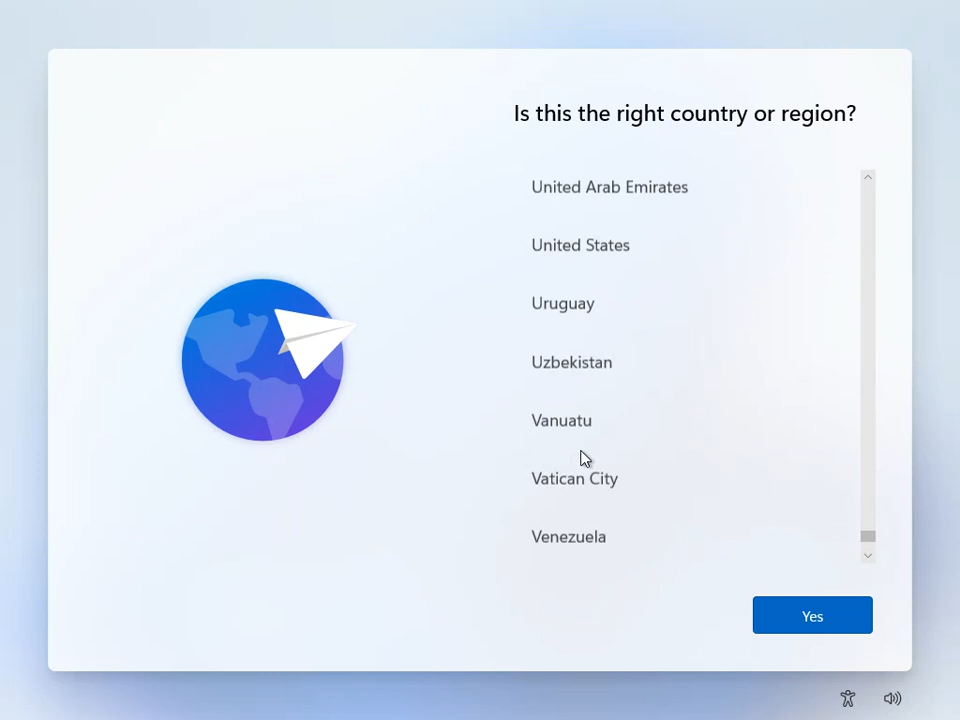 Is this the right country or region?
United Arab Emirates
United States
Uruguay
Uzbekistan
Vanuatu
Vatican City
Venezuela
Yes